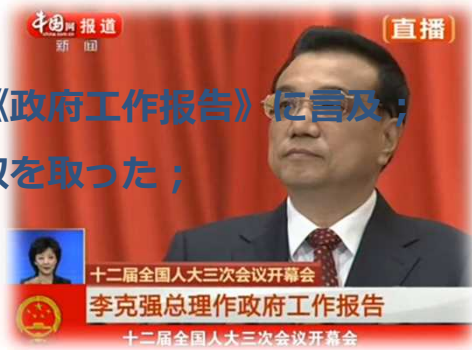 中国网 报道
www.china.com.cn
新闻
直播
《政府工作报告》に言及；
を取った；
十二届全国人大三次会议开幕会
李克强总理作政府工作报告
十二届全国人大三次会议开幕会